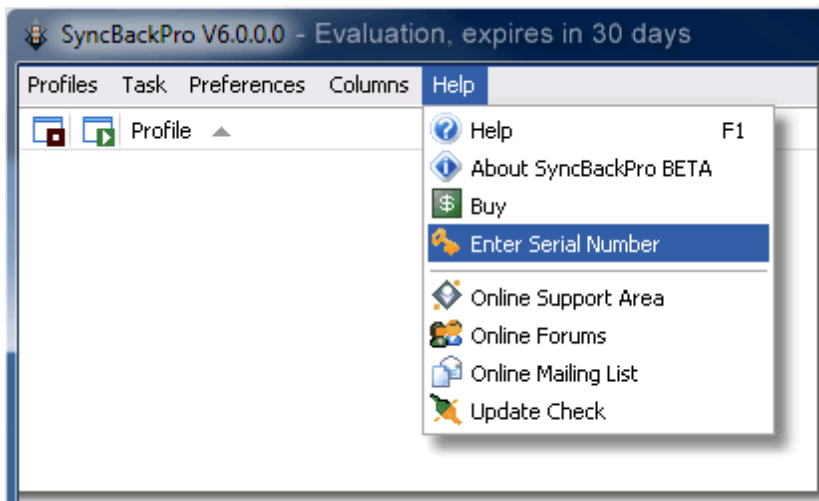 SyncBackPro V6.0.0.0 - Evaluation, expires in 30 days
Profiles Task Preferences Columns Help
Profile
Help F1
About SyncBackPro BETA
Buy
Enter Serial Number
Online Support Area
Online Forums
Online Mailing List
Update Check